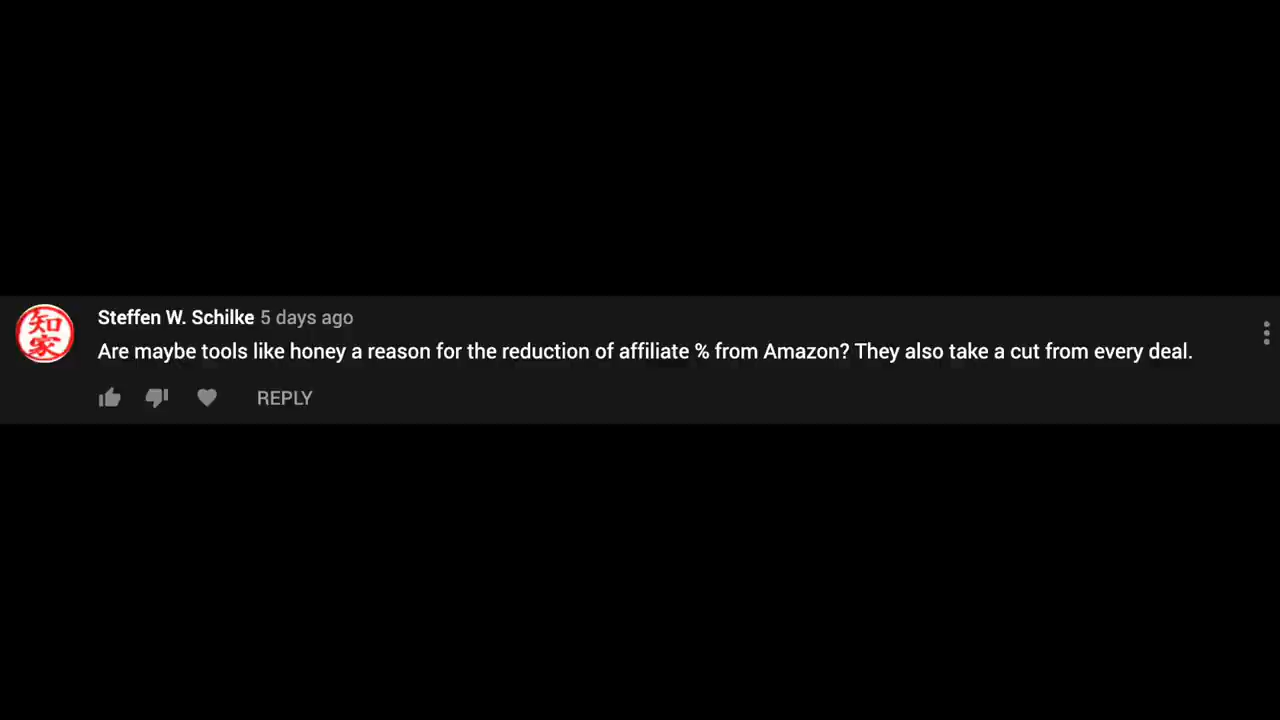 知
家
Steffen W. Schilke 5 days ago
Are maybe tools like honey a reason for the reduction of affiliate % from Amazon? They also take a cut from every deal.
REPLY